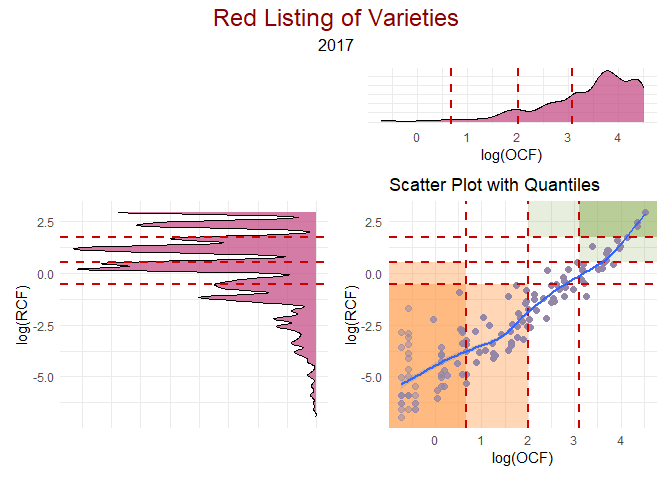 Red Listing of Varieties
2017
0 1 2 3 4
log(OCF)
Scatter Plot with Quantiles
log(RCF)
2.5
0.0
-2.5
-5.0
log(RCF)
2.5
0.0
-2.5
-5.0
0 1 2 3 4
log(OCF)